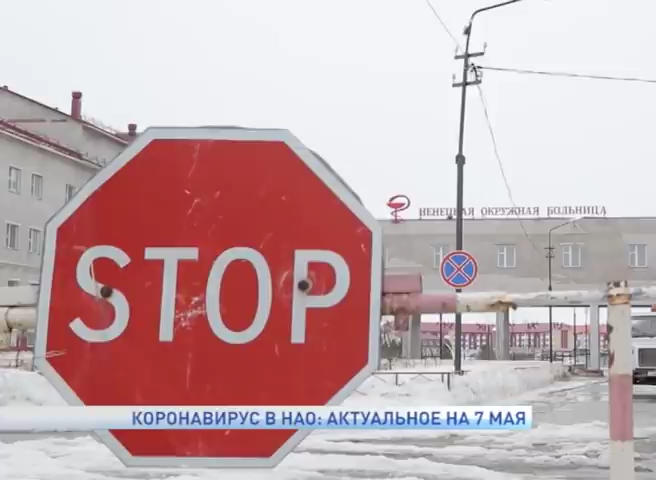 НЕНЕЦКАЯ ОКРУЖНАЯ БОЛЬНИЦА
STOP
КОРОНАВИРУС В НАО: АКТУАЛЬНОЕ НА 7 МАЯ